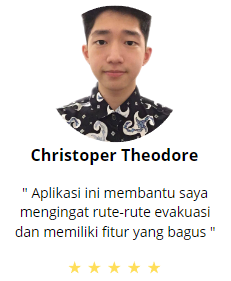 Christoper Theodore
" Aplikasi ini membantu saya
mengingat rute-rute evakuasi
dan memiliki fitur yang bagus "